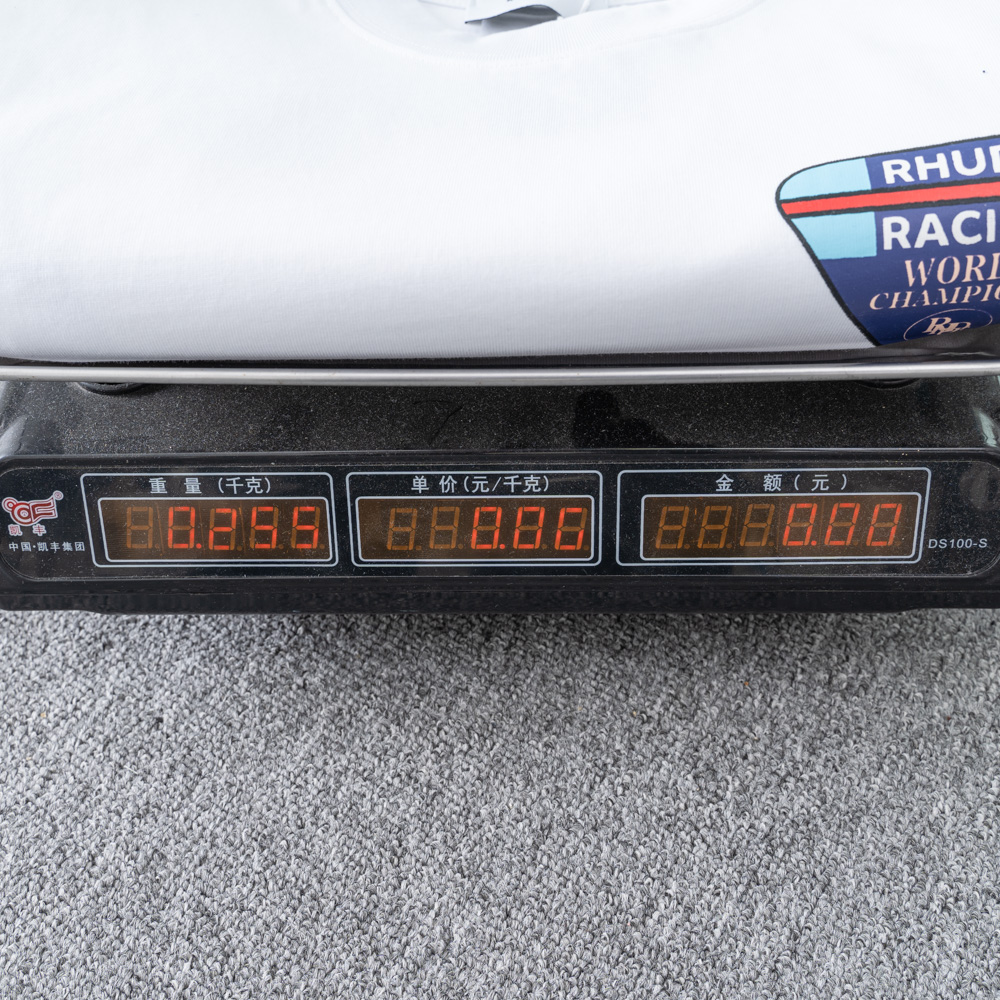 RHUD
RACI
WORL
CHAMPIO
重 量 (千克)
单 价(元/千克)
金 额 ( 元 )
0.255
0.00
0.00
凯 丰
中国·凯丰集团
DS100-S